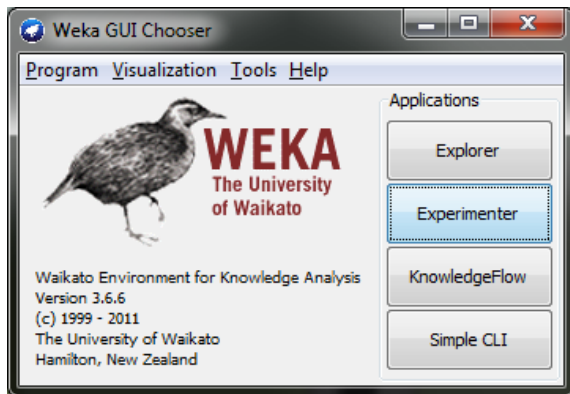 Weka GUI Chooser
Program Visualization Tools Help
WEKA
The University
of Waikato
Waikato Environment for Knowledge Analysis
Version 3.6.6
(c) 1999 - 2011
The University of Waikato
Hamilton, New Zealand
Applications
Explorer
Experimenter
KnowledgeFlow
Simple CLI